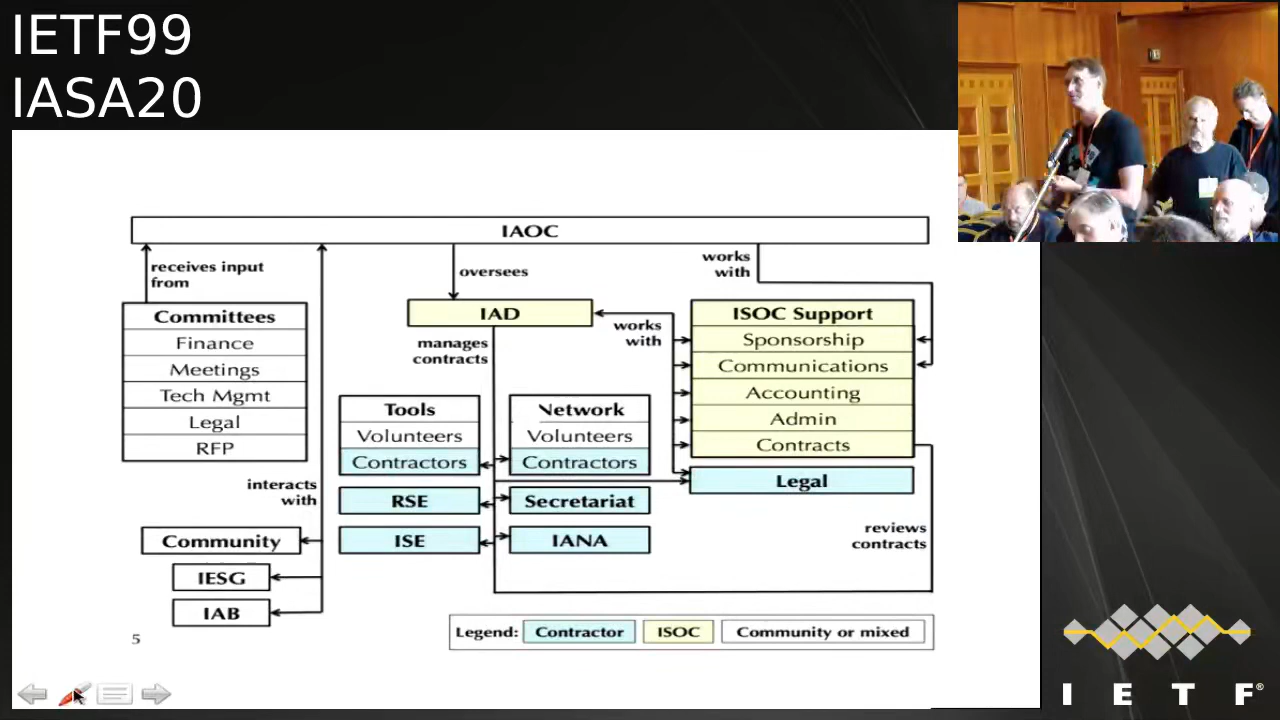 IETF99
IASA20
IAOC
receives input
from
oversees
works
with
Committees
Finance
Meetings
Tech Mgmt
Legal
RFP
IAD
works
with
ISOC Support
Sponsorship
Communications
Accounting
Admin
Contracts
manages
contracts
Tools
Volunteers
Contractors
Network
Volunteers
Contractors
Legal
interacts
with
RSE
Secretariat
reviews
contracts
Community
ISE
IANA
IESG
IAB
Legend:
Contractor
ISOC
Community or mixed
5
IETF®